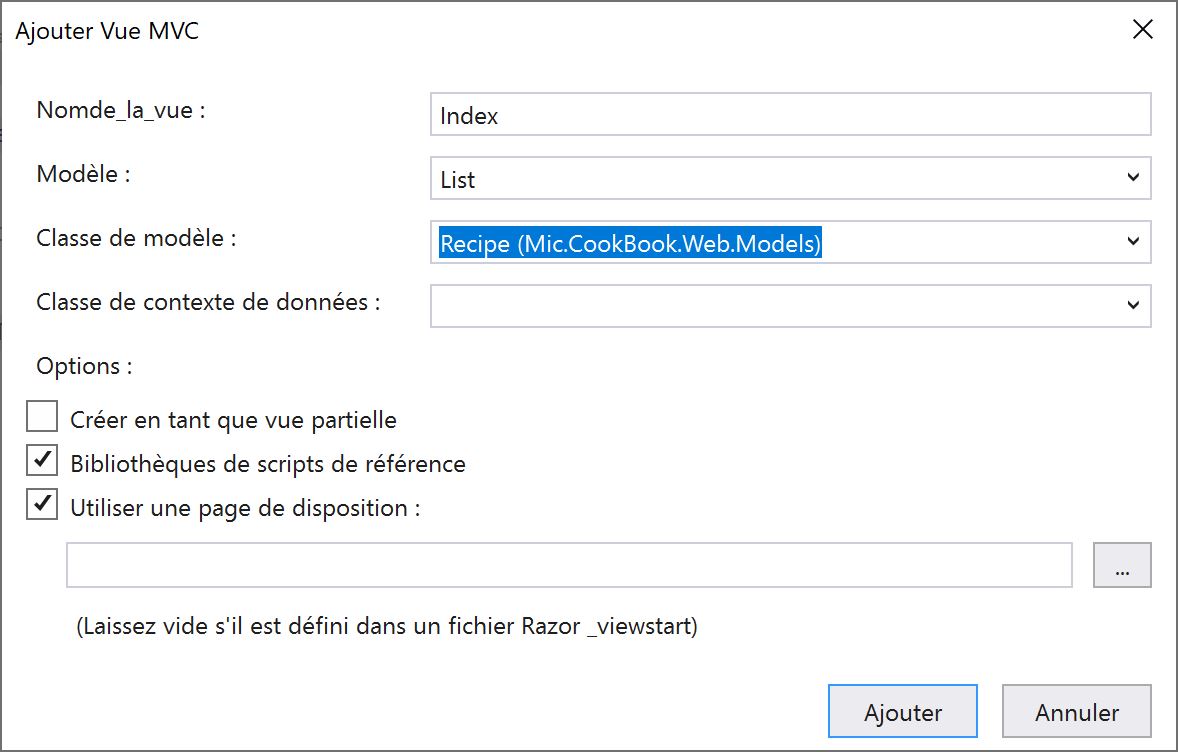 Ajouter Vue MVC
Nomde_la_vue :
Index
Modèle :
List
Classe de modèle :
Recipe (Mic.CookBook.Web.Models)
Classe de contexte de données :
Options :
Créer en tant que vue partielle
Bibliothèques de scripts de référence
Utiliser une page de disposition :
...
(Laissez vide s'il est défini dans un fichier Razor _viewstart)
Ajouter
Annuler